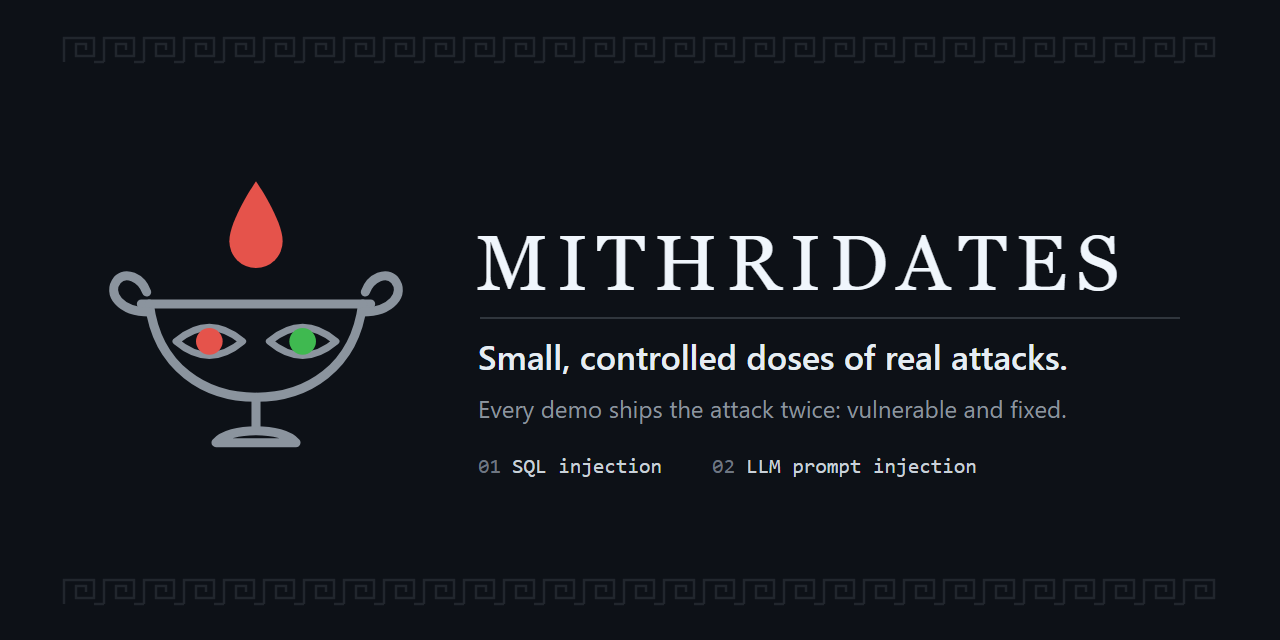 MITHRIDATES
Small, controlled doses of real attacks.
Every demo ships the attack twice: vulnerable and fixed.
01 SQL injection 02 LLM prompt injection